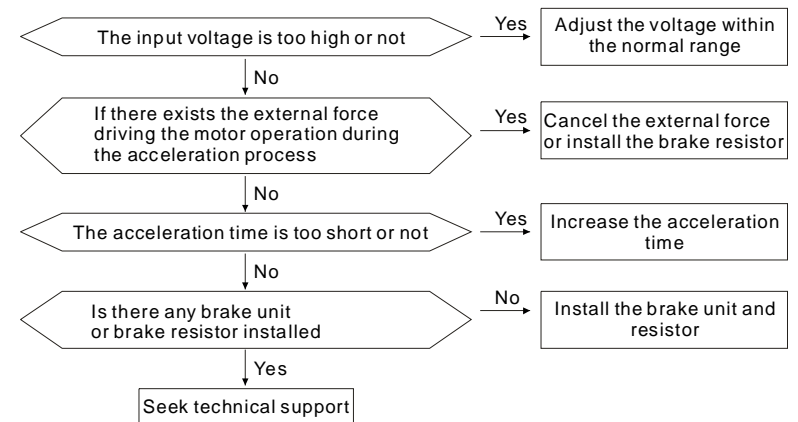 The input voltage is too high or not
Yes
Adjust the voltage within
the normal range
No
If there exists the external force
driving the motor operation during
the acceleration process
Yes
Cancel the external force
or install the brake resistor
No
The acceleration time is too short or not
Yes
Increase the acceleration
time
No
Is there any brake unit
or brake resistor installed
No
Install the brake unit and
resistor
Yes
Seek technical support